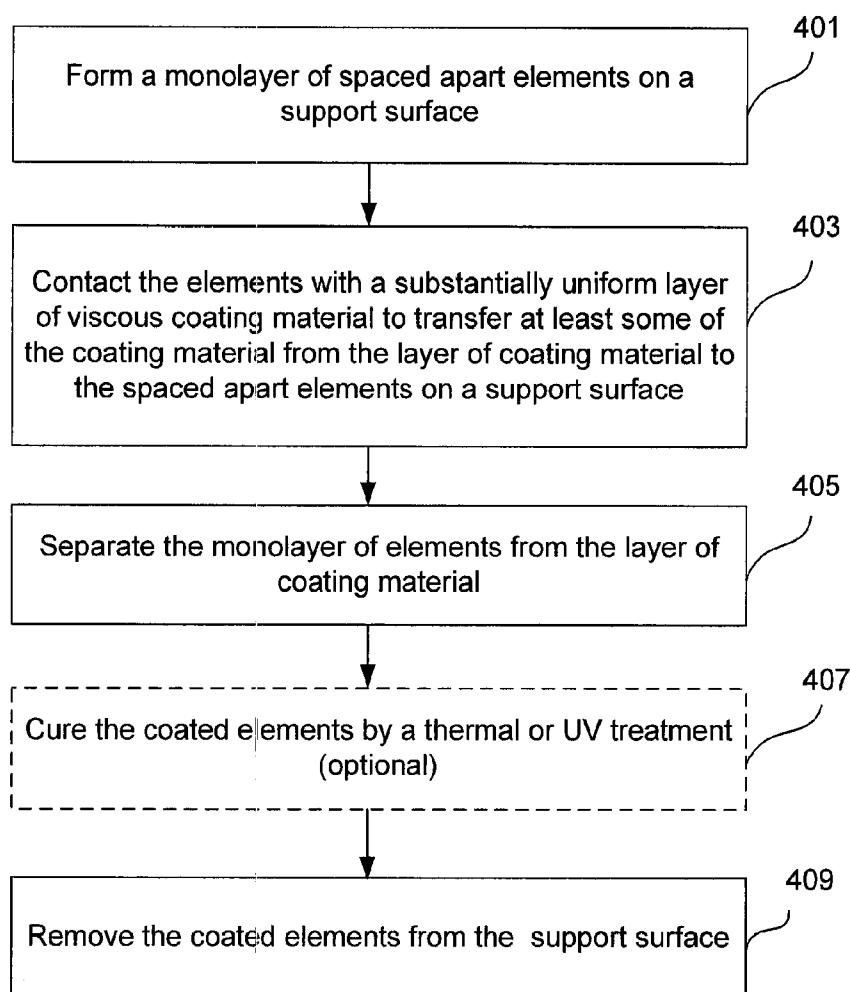 401
Form a monolayer of spaced apart elements on a
support surface
403
Contact the elements with a substantially uniform layer
of viscous coating material to transfer at least some of
the coating material from the layer of coating material to
the spaced apart elements on a support surface
405
Separate the monolayer of elements from the layer of
coating material
407
Cure the coated elements by a thermal or UV treatment
(optional)
409
Remove the coated elements from the support surface